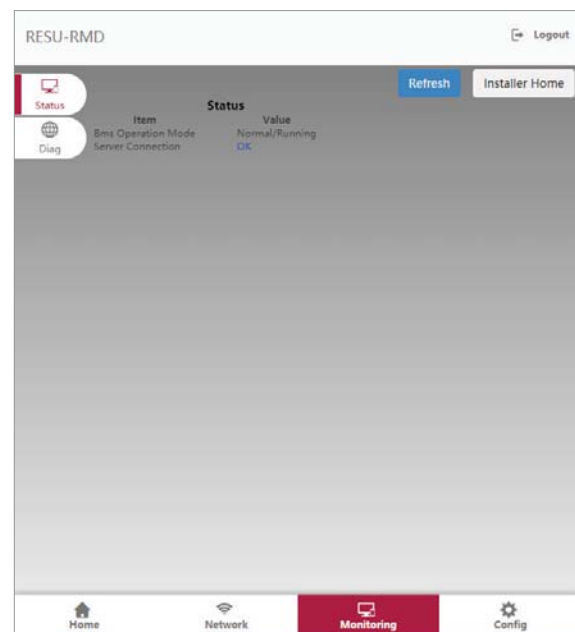 RESU-RMD
Logout
Refresh
Installer Home
Status
Status
Item Value
Bms Operation Mode Normal/Running
Server Connection OK
Diag
Home Network Monitoring Config